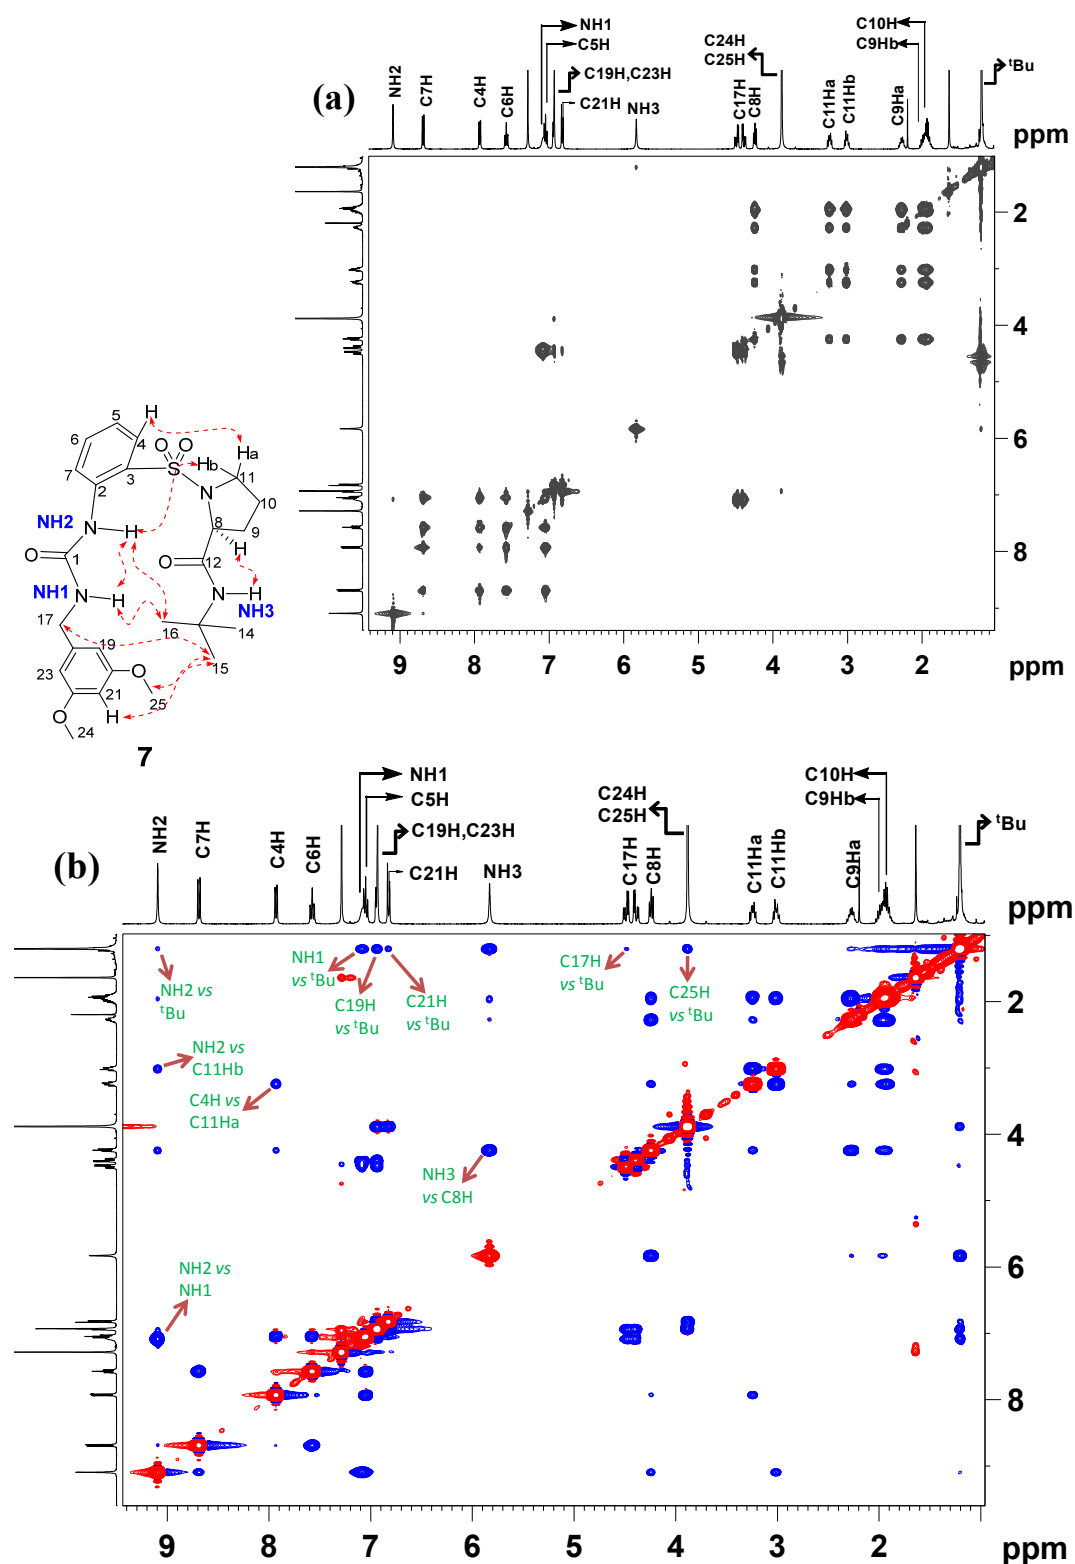 (a)
NH2
C7H
C4H
C6H
NH1
C5H
C19H,C23H
C21H
NH3
C24H
C25H
C17H
C8H
C11Ha
C11Hb
C9Ha
C10H
C9Hb
tBu
ppm
2
4
6
8
9 8 7 6 5 4 3 2
ppm
ppm
H
5
4
6
7
3
2
O O
S
Hb
Ha
11
N
10
9
8
H
NH2
N
H
O
1
O
12
NH1
N
H
N
H
NH3
17
16
14
15
19
23
O
21
25
O
24
H
7
(b)
NH2
C7H
C4H
C6H
NH1
C5H
C19H,C23H
C21H
NH3
C24H
C25H
C17H
C8H
C11Ha
C11Hb
C9Ha
C10H
C9Hb
tBu
ppm
NH2 vs
tBu
NH1
vs tBu
C19H
vs tBu
C21H
vs tBu
C17H
vs tBu
C25H
vs tBu
NH2 vs
C11Hb
C4H vs
C11Ha
NH3
vs C8H
NH2 vs
NH1
2
4
6
8
9 8 7 6 5 4 3 2
ppm
ppm